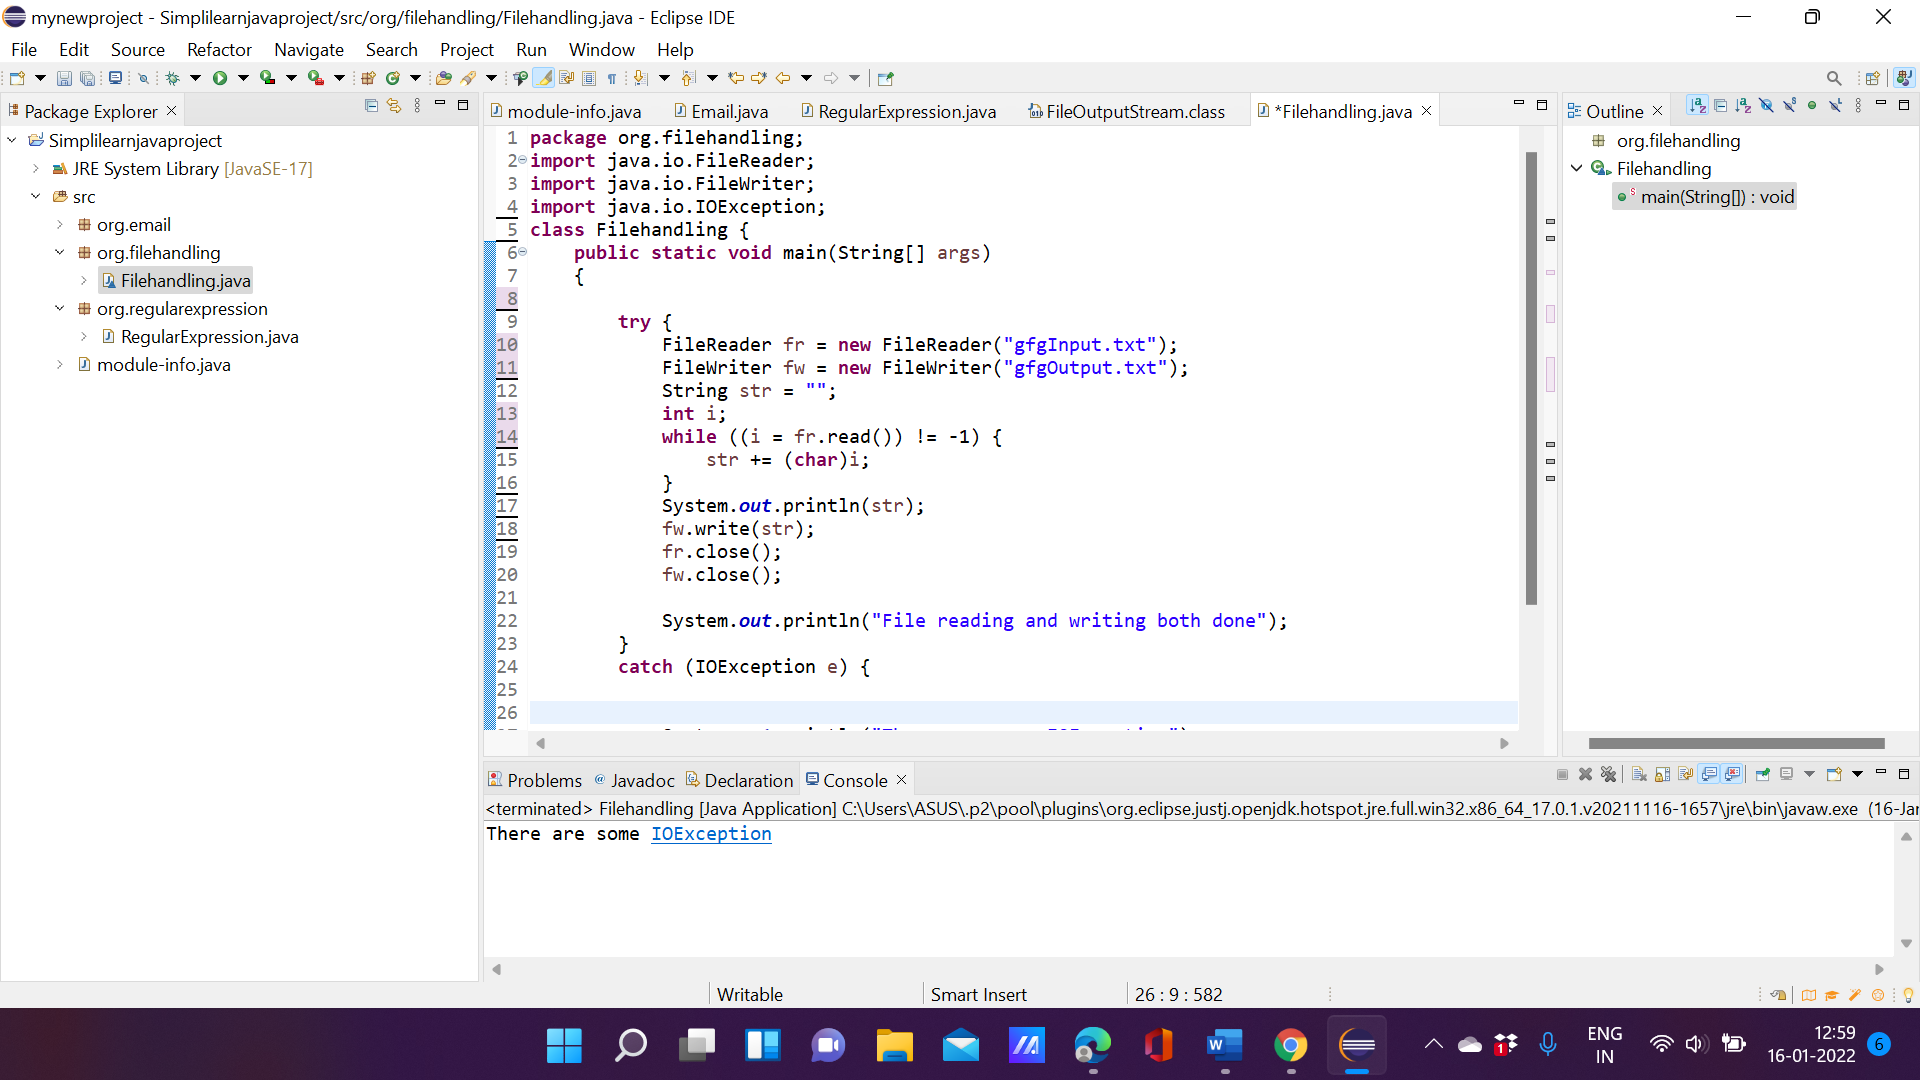 mynewproject - Simplilearnjavaproject/src/org/filehandling/Filehandling.java - Eclipse IDE
File Edit Source Refactor Navigate Search Project Run Window Help
Package Explorer
Simplilearnjavaproject
JRE System Library [JavaSE-17]
src
org.email
org.filehandling
Filehandling.java
org.regularexpression
RegularExpression.java
module-info.java
module-info.java Email.java RegularExpression.java FileOutputStream.class *Filehandling.java
1 package org.filehandling;
2 import java.io.FileReader;
3 import java.io.FileWriter;
4 import java.io.IOException;
5 class Filehandling {
6 public static void main(String[] args)
7 {
8
9 try {
10 FileReader fr = new FileReader("gfgInput.txt");
11 FileWriter fw = new FileWriter("gfgOutput.txt");
12 String str = "";
13 int i;
14 while ((i = fr.read()) != -1) {
15 str += (char)i;
16 }
17 System.out.println(str);
18 fw.write(str);
19 fr.close();
20 fw.close();
21
22 System.out.println("File reading and writing both done");
23 }
24 catch (IOException e) {
25
26
Outline
org.filehandling
Filehandling
main(String[]) : void
Problems Javadoc Declaration Console
<terminated> Filehandling [Java Application] C:\Users\ASUS\.p2\pool\plugins\org.eclipse.justj.openjdk.hotspot.jre.full.win32.x86_64_17.0.1.v20211116-1657\jre\bin\javaw.exe (16-Jan
There are some IOException
Writable Smart Insert 26 : 9 : 582
ENG
IN
12:59
16-01-2022
6